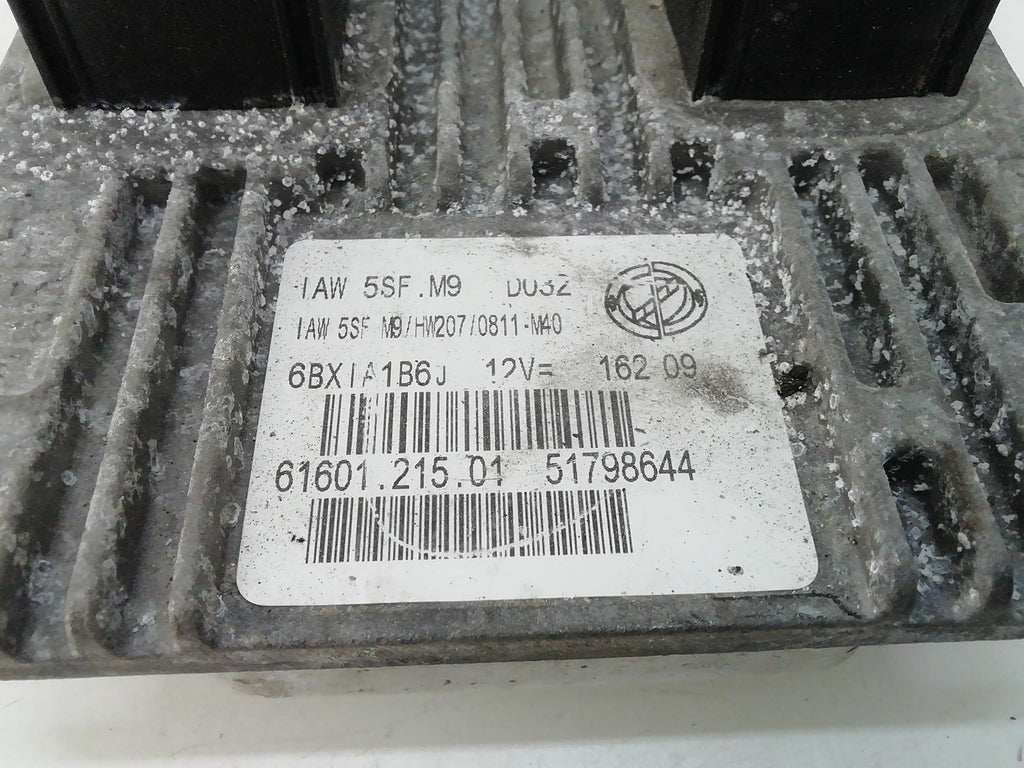 IAW 5SF.M9 D032
IAW 5SF M9/HW207/0811-M40
6BXIA1B6J 12V= 162 09
61601.215.01 51798644